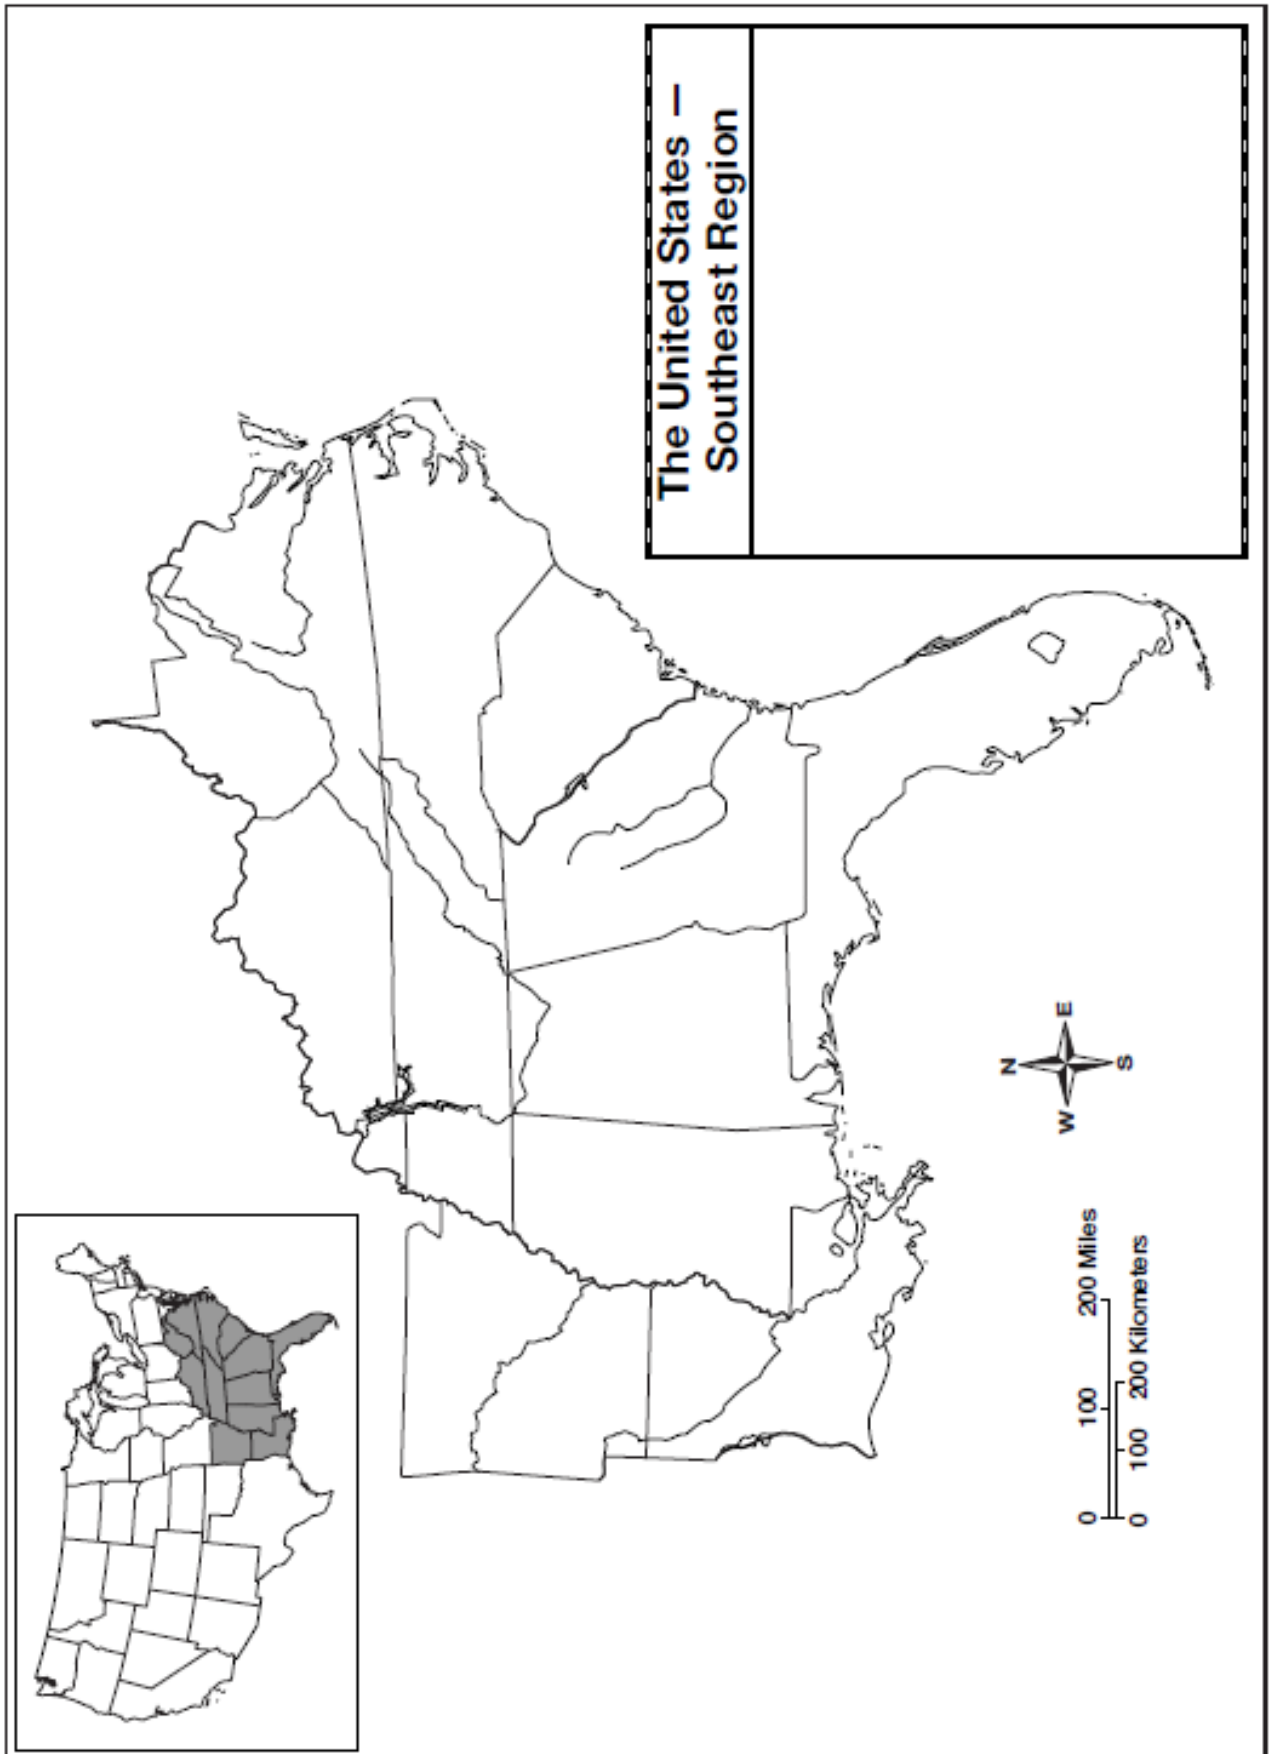 The United States —
Southeast Region
N
W
E
S
0 100 200 Miles
0 100 200 Kilometers